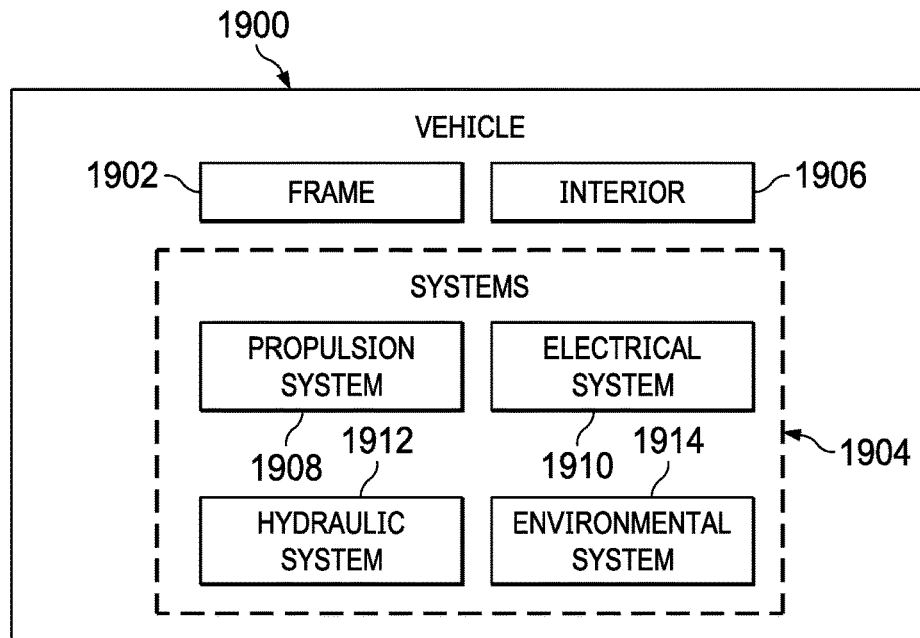 1900
VEHICLE
1902
FRAME
INTERIOR
1906
SYSTEMS
PROPULSION
SYSTEM
ELECTRICAL
SYSTEM
1908
1912
1910
1914
1904
HYDRAULIC
SYSTEM
ENVIRONMENTAL
SYSTEM